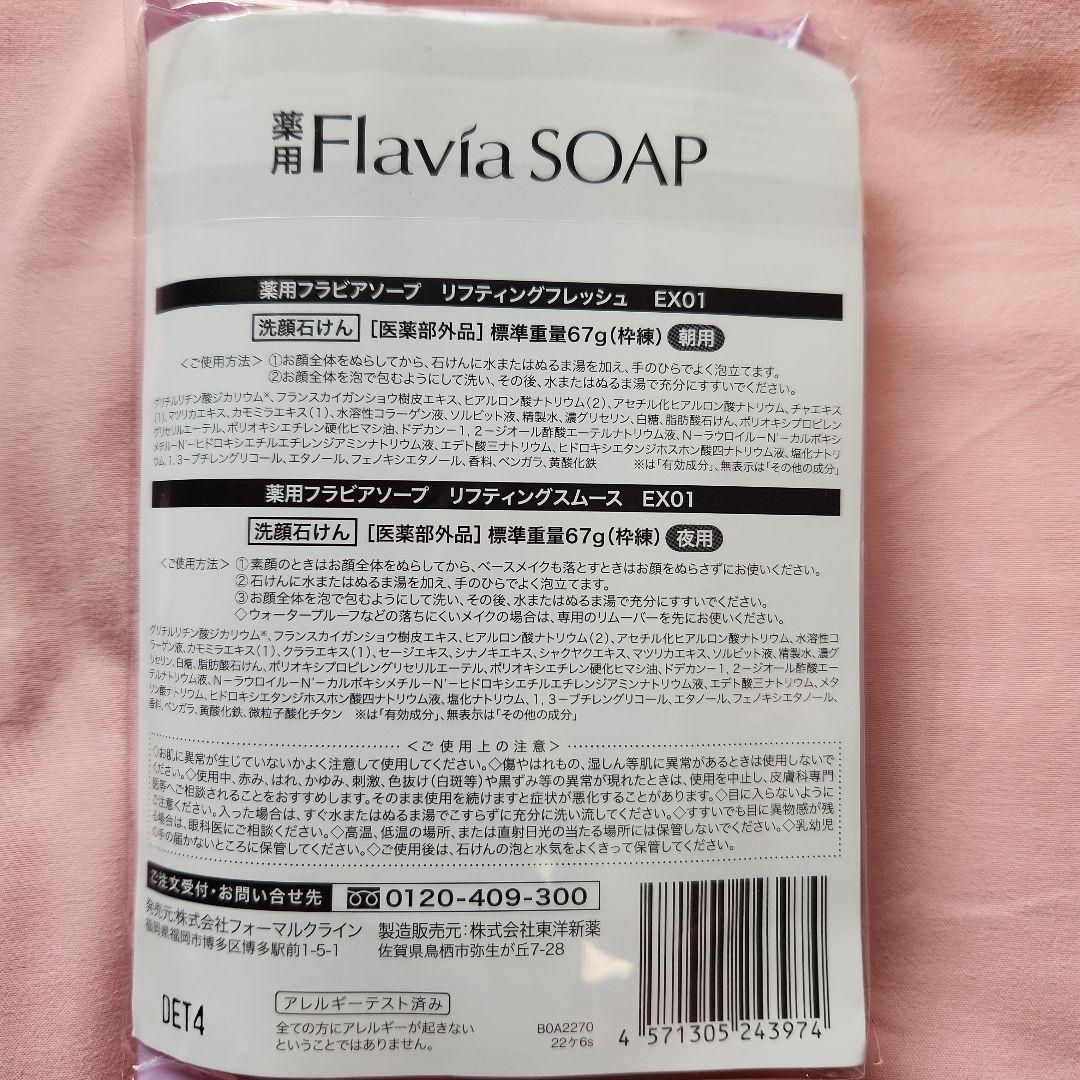 薬用 Flavía SOAP
薬用フラビアソープ リフティングフレッシュ EX01
洗顔石けん [医薬部外品] 標準重量67g(枠練) 朝用
＜ご使用方法＞ ①お顔全体をぬらしてから、石けんに水またはぬるま湯を加え、手のひらでよく泡立てます。
②お顔全体を泡で包むようにして洗い、その後、水またはぬるま湯で充分にすすいでください。
グリチルリチン酸ジカリウム※、フランスカイガンショウ樹皮エキス、ヒアルロン酸ナトリウム(2)、アセチル化ヒアルロン酸ナトリウム、チャエキス
(1)、マツリカエキス、カモミラエキス(1)、水溶性コラーゲン液、ソルビット液、精製水、濃グリセリン、白糖、脂肪酸石けん、ポリオキシプロピレン
グリセリルエーテル、ポリオキシエチレン硬化ヒマシ油、ドデカン－1，2－ジオール酢酸エーテルナトリウム液、N－ラウロイル－N'－カルボキシ
メチル－N'－ヒドロキシエチルエチレンジアミンナトリウム液、エデト酸三ナトリウム、ヒドロキシエタンジホスホン酸四ナトリウム液、塩化ナトリ
ウム、1，3－ブチレングリコール、エタノール、フェノキシエタノール、香料、ベンガラ、黄酸化鉄 ※は「有効成分」、無表示は「その他の成分」
薬用フラビアソープ リフティングスムース EX01
洗顔石けん [医薬部外品] 標準重量67g(枠練) 夜用
＜ご使用方法＞ ①素顔のときはお顔全体をぬらしてから、ベースメイクも落とすときはお顔をぬらさずにお使いください。
②石けんに水またはぬるま湯を加え、手のひらでよく泡立てます。
③お顔全体を泡で包むようにして洗い、その後、水またはぬるま湯で充分にすすいでください。
◇ウォータープルーフなどの落ちにくいメイクの場合は、専用のリムーバーを先にお使いください。
グリチルリチン酸ジカリウム※、フランスカイガンショウ樹皮エキス、ヒアルロン酸ナトリウム(2)、アセチル化ヒアルロン酸ナトリウム、水溶性コ
ラーゲン液、カモミラエキス(1)、クララエキス(1)、セージエキス、シナノキエキス、シャクヤクエキス、マツリカエキス、ソルビット液、精製水、濃グ
リセリン、白糖、脂肪酸石けん、ポリオキシプロピレングリセリルエーテル、ポリオキシエチレン硬化ヒマシ油、ドデカン－1，2－ジオール酢酸エー
テルナトリウム液、N－ラウロイル－N'－カルボキシメチル－N'－ヒドロキシエチルエチレンジアミンナトリウム液、エデト酸三ナトリウム、メタ
リン酸ナトリウム、ヒドロキシエタンジホスホン酸四ナトリウム液、塩化ナトリウム、1，3－ブチレングリコール、エタノール、フェノキシエタノール、
香料、ベンガラ、黄酸化鉄、微粒子酸化チタン ※は「有効成分」、無表示は「その他の成分」
＜ご使用上の注意＞
◇お肌に異常が生じていないかよく注意して使用してください。◇傷やはれもの、湿しん等肌に異常があるときは使用しないで
ください。◇使用中、赤み、はれ、かゆみ、刺激、色抜け(白斑等)や黒ずみ等の異常が現れたときは、使用を中止し、皮膚科専門
医等へご相談されることをおすすめします。そのまま使用を続けますと症状が悪化することがあります。◇目に入らないように
ご注意ください。入った場合は、すぐ水またはぬるま湯でこすらずに充分に洗い流してください。◇すすいでも目に異物感が残
る場合は、眼科医にご相談ください。◇高温、低温の場所、または直射日光の当たる場所には保管しないでください。◇乳幼児
の手の届かないところに保管してください。◇ご使用後は、石けんの泡と水気をよくきって保管してください。
ご注文受付・お問い合せ先 0120-409-300
発売元:株式会社フォーマルクライン 製造販売元:株式会社東洋新薬
福岡県福岡市博多区博多駅前1-5-1 佐賀県鳥栖市弥生が丘7-28
DET4
アレルギーテスト済み
全ての方にアレルギーが起きない
ということではありません。
B0A2270
22ケ6s
4 571305 243974